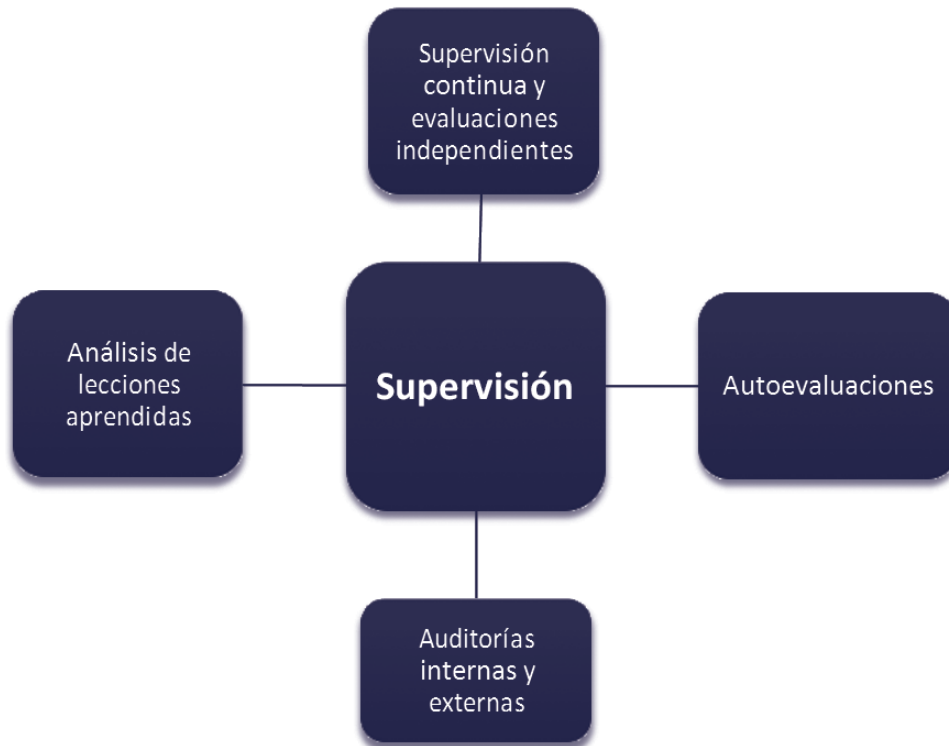 Supervisión
continua y
evaluaciones
independientes
Análisis de
lecciones
aprendidas
Supervisión
Autoevaluaciones
Auditorías
internas y
externas